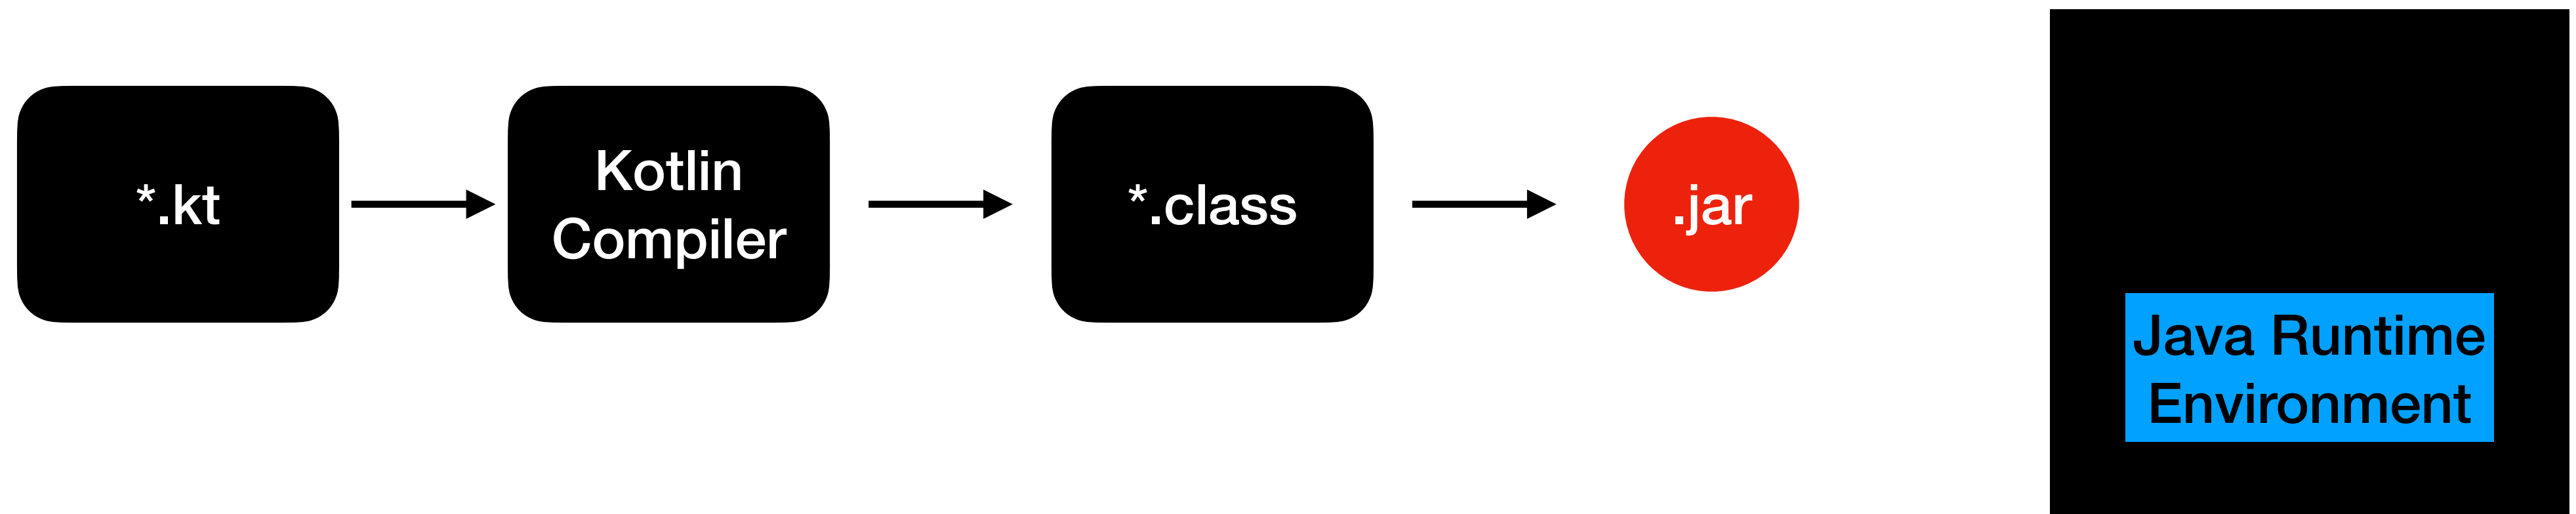 *.kt
Kotlin
Compiler
*.class
.jar
Java Runtime
Environment